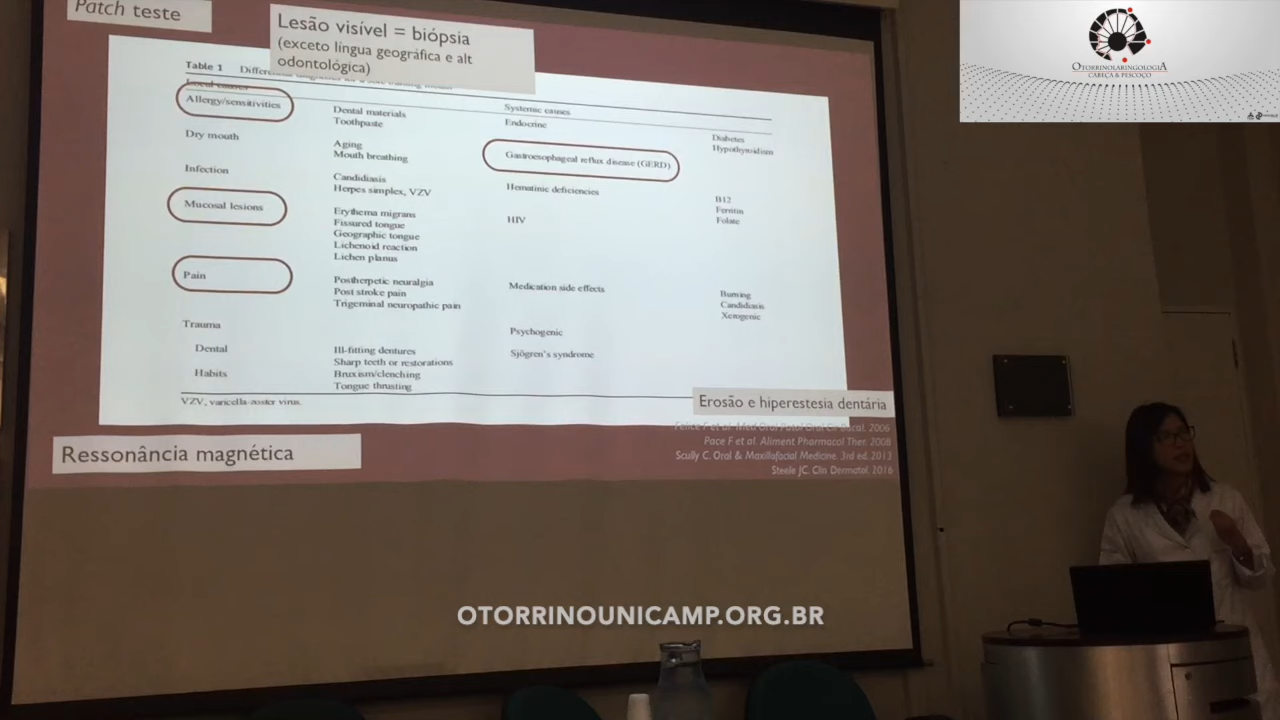 Patch teste
Lesão visível = biópsia
(exceto língua geográfica e alt
odontológica)
OTORRINOLARINGOLOGIA
CABEÇA & PESCOÇO
Table 1
Allergy/sensitivities
Dental materials
Toothpaste
Systemic causes
Endocrine
Diabetes
Hypothyroidism
Dry mouth
Aging
Mouth breathing
Gastroesophageal reflux disease (GERD)
Infection
Candidiasis
Herpes simplex, VZV
Hematinic deficiencies
B12
Ferritin
Folate
Mucosal lesions
Erythema migrans
Fissured tongue
Geographic tongue
Lichenoid reaction
Lichen planus
HIV
Pain
Postherpetic neuralgia
Post stroke pain
Trigeminal neuropathic pain
Medication side effects
Burning
Candidiasis
Xerogenic
Trauma
Psychogenic
Dental
Ill-fitting dentures
Sharp teeth or restorations
Sjögren's syndrome
Habits
Bruxism/clenching
Tongue thrusting
VZV, varicella-zoster virus.
Erosão e hiperestesia dentária
Ressonância magnética
Pace F et al. Aliment Pharmacol Ther. 2008
Scully C. Oral & Maxillofacial Medicine. 3rd ed. 2013
Steele JC. Clin Dermatol. 2016
OTORRINOUNICAMP.ORG.BR